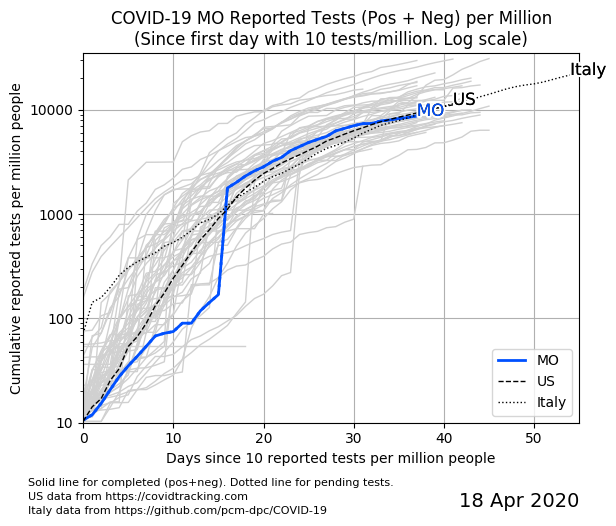 COVID-19 MO Reported Tests (Pos + Neg) per Million
(Since first day with 10 tests/million. Log scale)
Cumulative reported tests per million people
10000
1000
100
10
Italy
US
MO
MO
US
Italy
0
10
20
30
40
50
Days since 10 reported tests per million people
Solid line for completed (pos+neg). Dotted line for pending tests.
US data from https://covidtracking.com
Italy data from https://github.com/pcm-dpc/COVID-19
18 Apr 2020